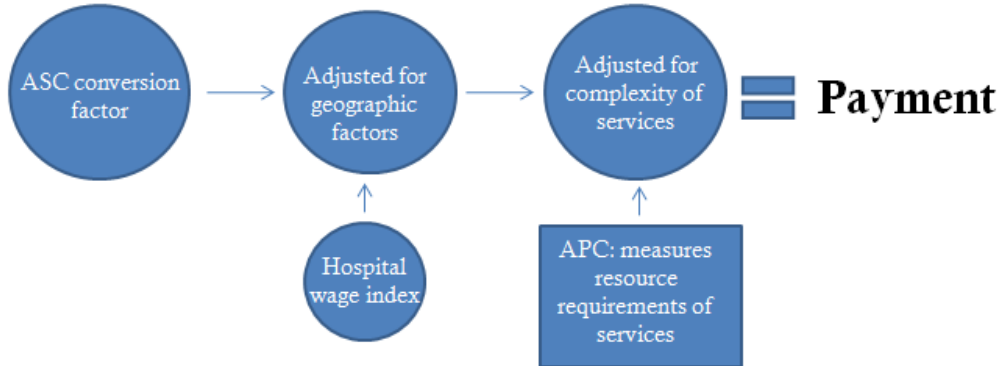 ASC conversion
factor
Adjusted for
geographic
factors
Adjusted for
complexity of
services
Payment
Hospital
wage index
APC: measures
resource
requirements of
services